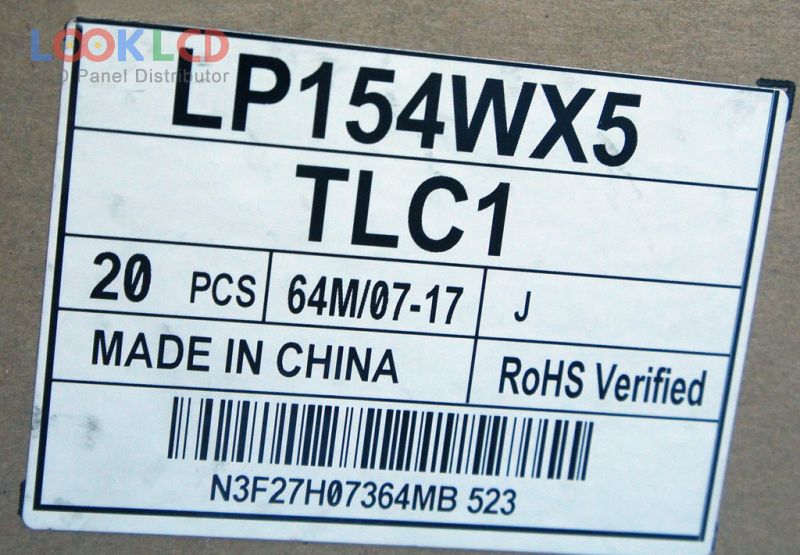 LOOKLCD
D Panel Distributor
LP154WX5
TLC1
20 PCS 64M/07-17 J
MADE IN CHINA RoHS Verified
N3F27H07364MB 523